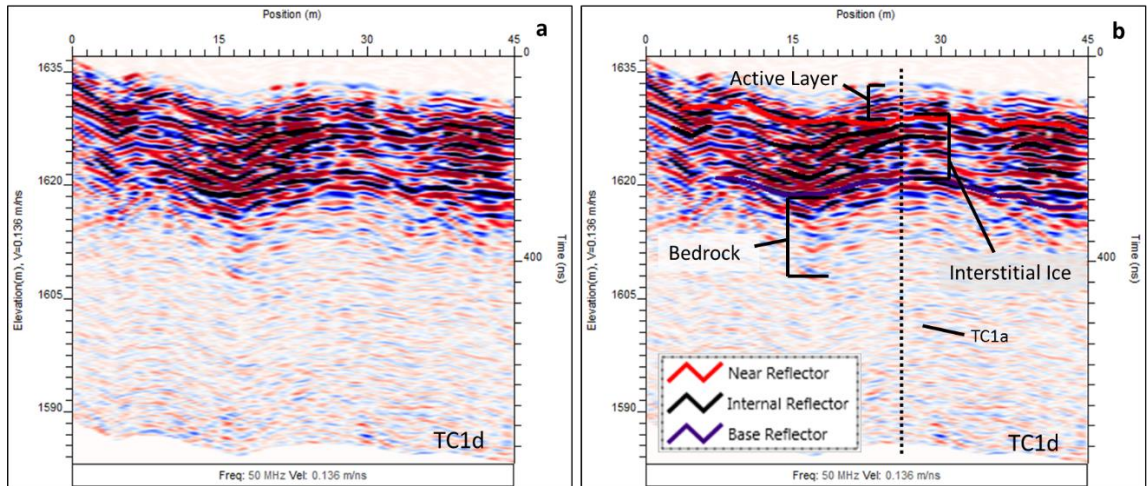 Position (m)
a
0
15
30
45
1635
1620
1605
1590
0
400
Elevation(m), V=0.136 m/ns
Time (ns)
TC1d
Freq: 50 MHz Vel: 0.136 m/ns
Position (m)
b
0
15
30
45
1635
1620
1605
1590
0
400
Elevation(m), V=0.136 m/ns
Time (ns)
Active Layer
Bedrock
Interstitial Ice
TC1a
Near Reflector
Internal Reflector
Base Reflector
TC1d
Freq: 50 MHz Vel: 0.136 m/ns